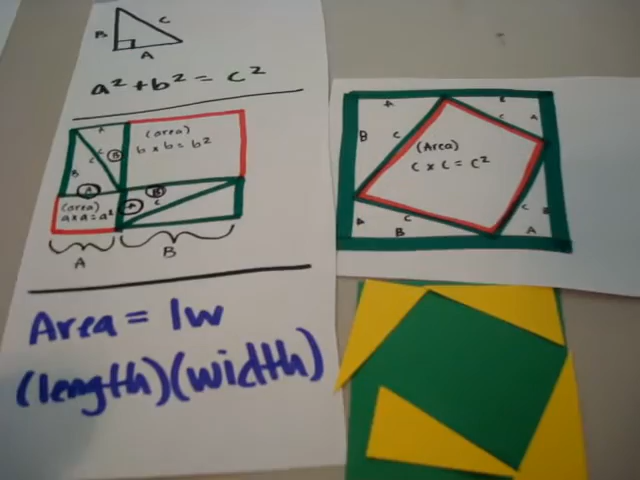 B
C
A
a² + b² = c²
A
C
B
C
B
(area)
b x b = b²
A
B
(area)
a x a = a²
A
C
A
B
Area = lw
(length)(width)
A
B
B
C
C
A
(Area)
C x C = C²
A
C
B
C
B
A